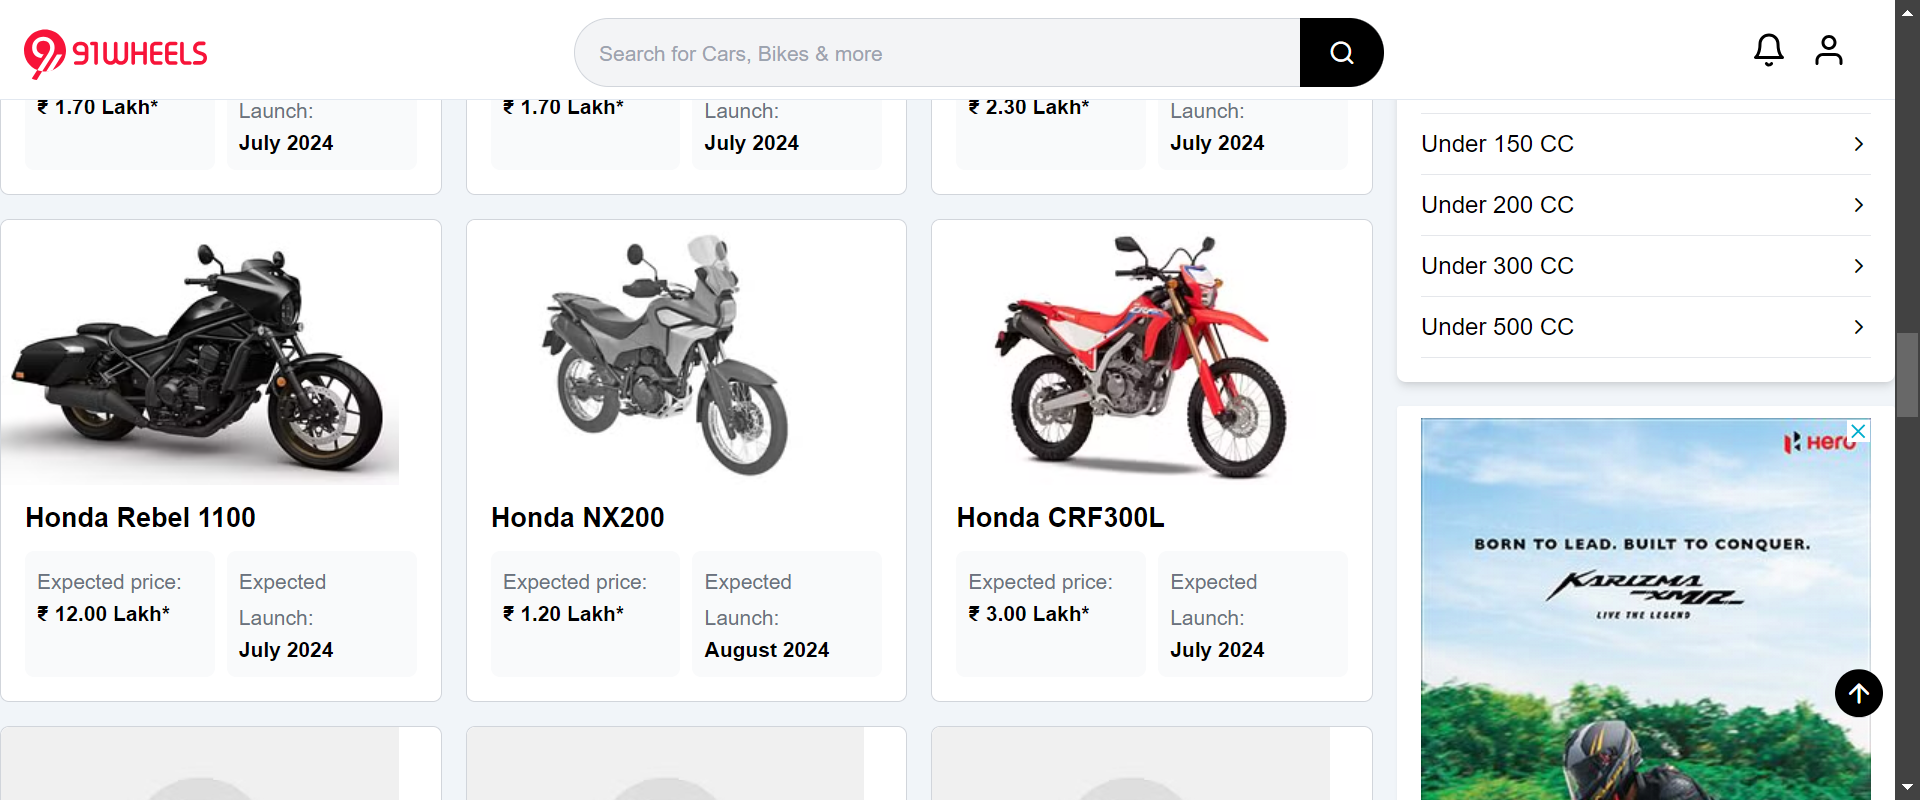 91WHEELS
Search for Cars, Bikes & more
₹ 1.70 Lakh*
Launch:
July 2024
₹ 1.70 Lakh*
Launch:
July 2024
₹ 2.30 Lakh*
Launch:
July 2024
Under 150 CC
Under 200 CC
Under 300 CC
Under 500 CC
CRF
Honda Rebel 1100
Expected price:
₹ 12.00 Lakh*
Expected
Launch:
July 2024
Honda NX200
Expected price:
₹ 1.20 Lakh*
Expected
Launch:
August 2024
Honda CRF300L
Expected price:
₹ 3.00 Lakh*
Expected
Launch:
July 2024
Hero
BORN TO LEAD. BUILT TO CONQUER.
KARIZMA
XMR
LIVE THE LEGEND